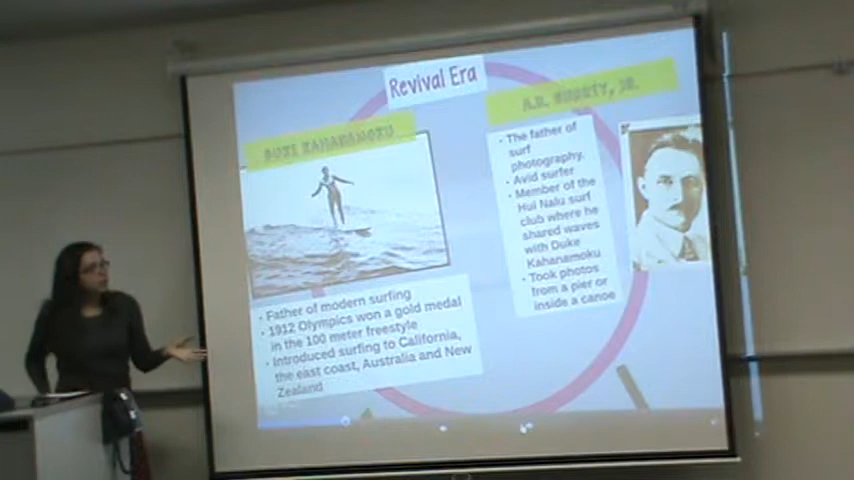 Revival Era
DUKE KAHANAMOKU
- Father of modern surfing
- 1912 Olympics won a gold medal
in the 100 meter freestyle
- Introduced surfing to California,
the east coast, Australia and New
Zealand
A.R. GURREY, JR.
- The father of
surf
photography.
- Avid surfer
- Member of the
Hui Nalu surf
club where he
shared waves
with Duke
Kahanamoku
- Took photos
from a pier or
inside a canoe